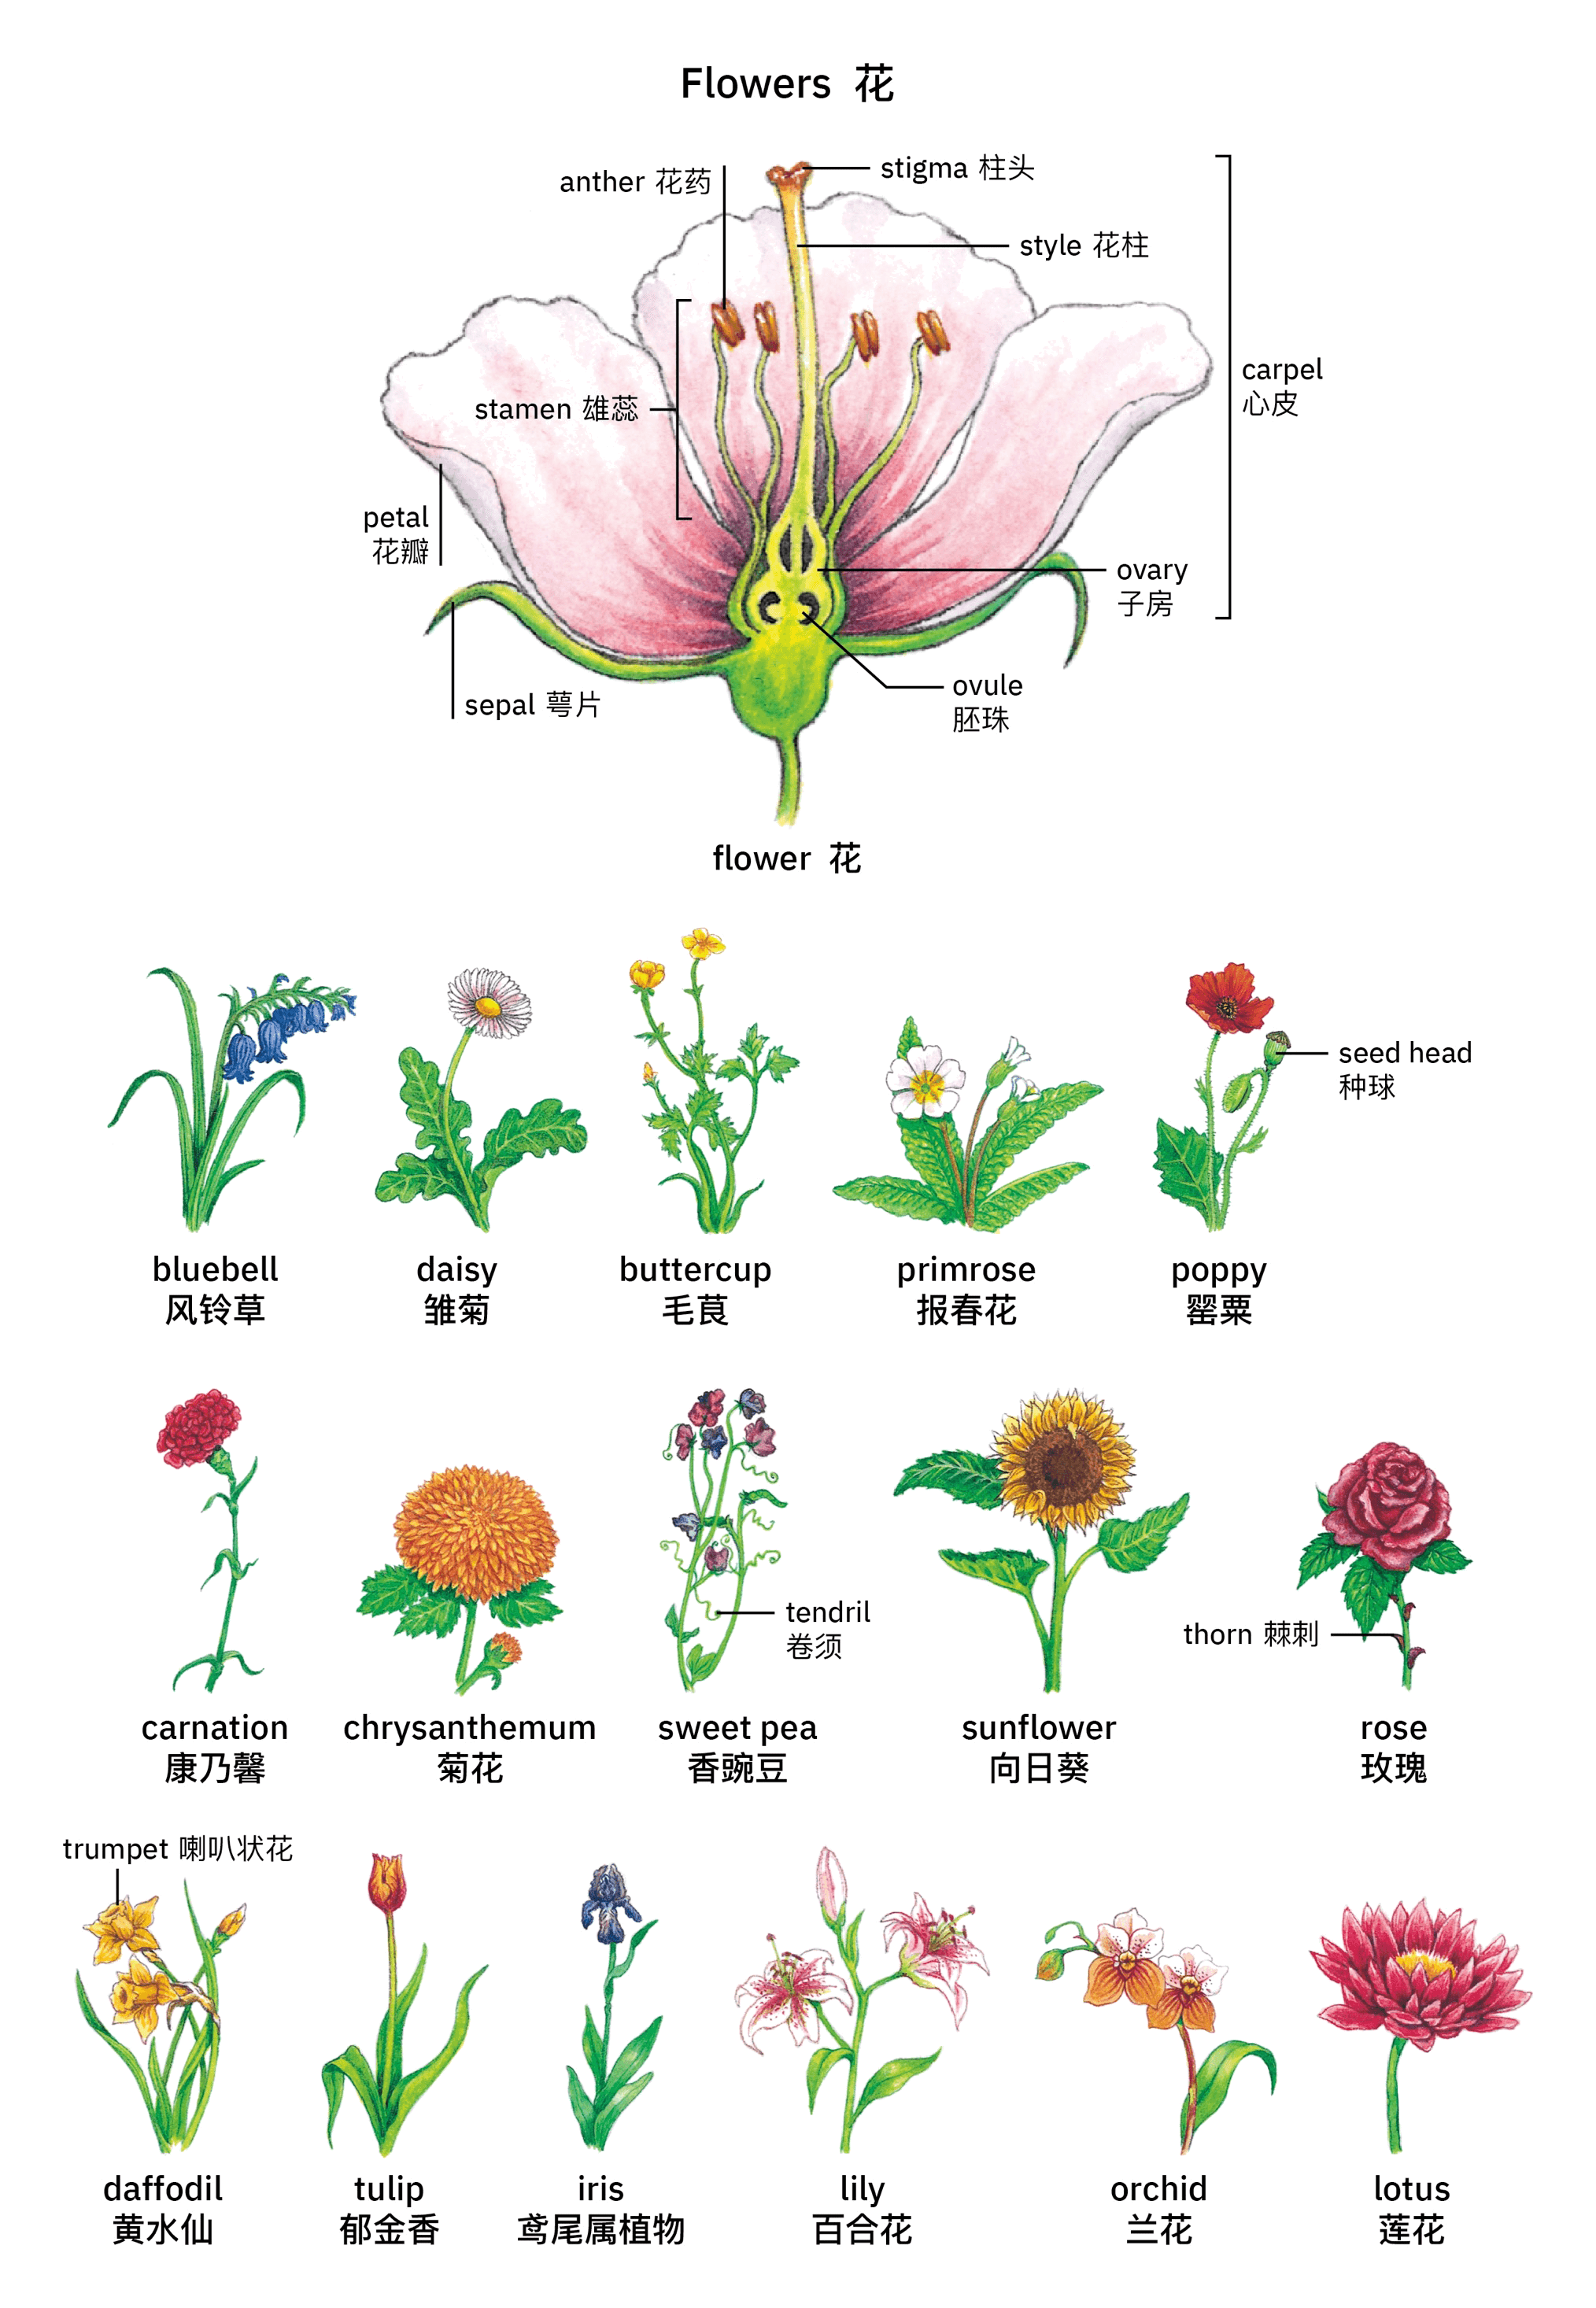 Flowers 花
anther 花药
stigma 柱头
style 花柱
carpel
心皮
stamen 雄蕊
petal
花瓣
ovary
子房
ovule
胚珠
sepal 萼片
flower 花
seed head
种球
bluebell
风铃草
daisy
雏菊
buttercup
毛茛
primrose
报春花
poppy
罂粟
tendril
卷须
thorn 棘刺
carnation
康乃馨
chrysanthemum
菊花
sweet pea
香豌豆
sunflower
向日葵
rose
玫瑰
trumpet 喇叭状花
daffodil
黄水仙
tulip
郁金香
iris
鸢尾属植物
lily
百合花
orchid
兰花
lotus
莲花